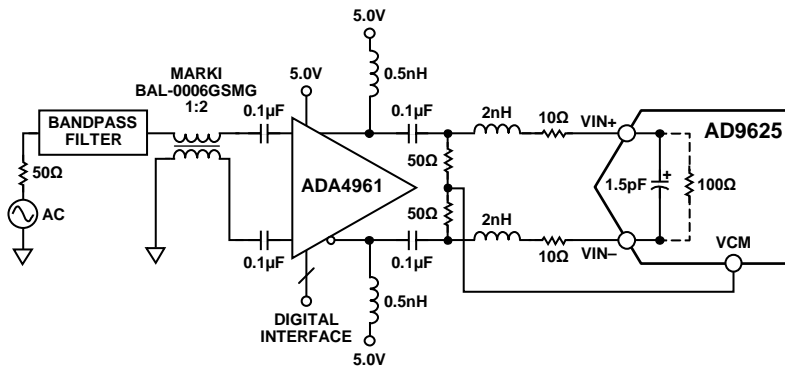 5.0V
MARKI
BAL-0006GSMG
1:2
5.0V
0.5nH
0.1µF
0.1µF
2nH
10Ω
VIN+
AD9625
BANDPASS
FILTER
50Ω
50Ω
ADA4961
1.5pF
+
100Ω
AC
50Ω
2nH
VCM
0.1µF
0.1µF
10Ω
VIN–
0.5nH
DIGITAL
INTERFACE
5.0V